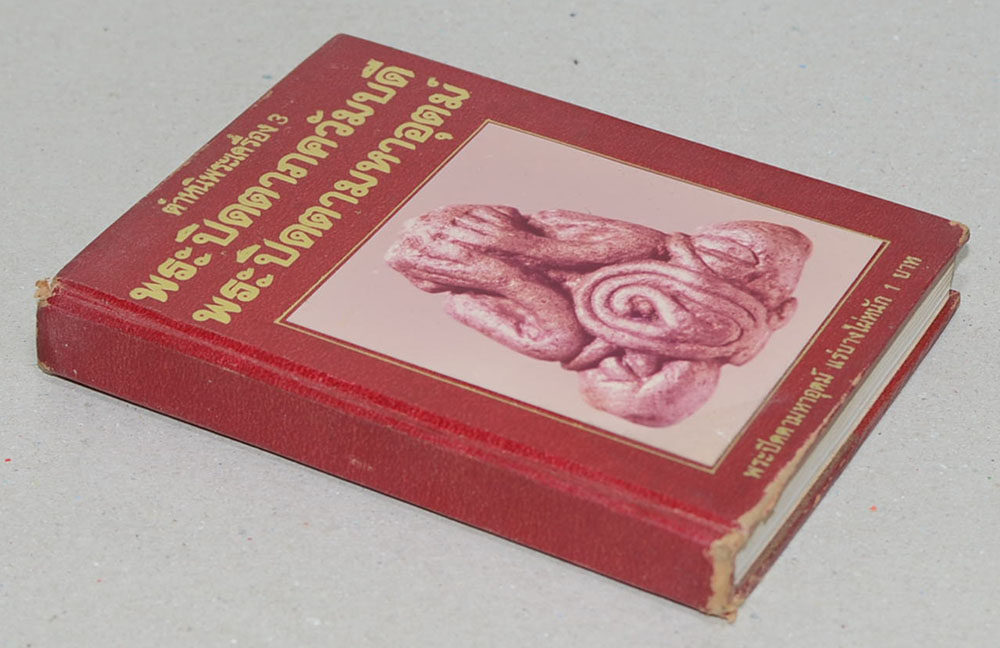 ตำหนิพระเครื่อง 3
พระปิดตาภควัมบดี
พระปิดตามหาอุตม์
พระปิดตามหาอุตม์ แร่บางไผ่หนัก 1 บาท